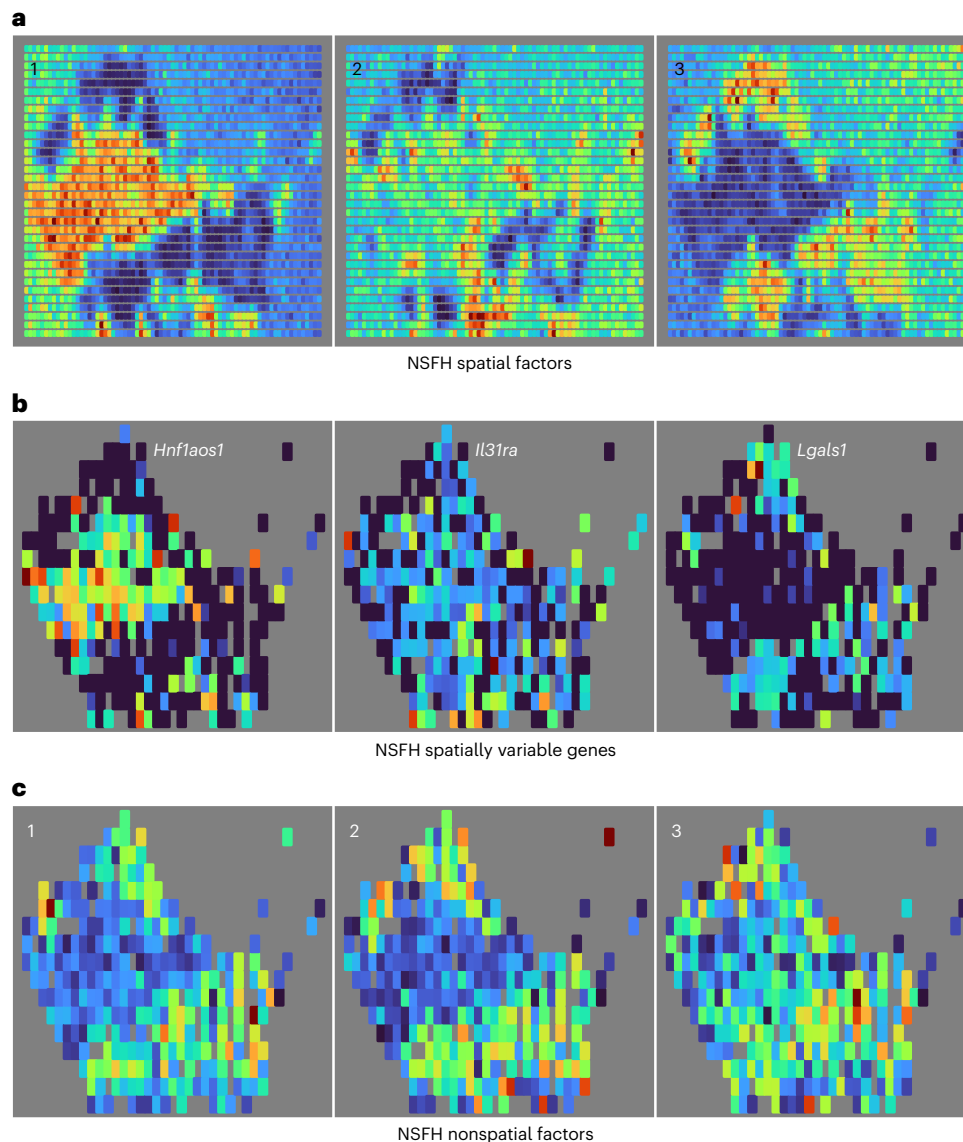 a
1 2 3
NSFH spatial factors
b
Hnf1aos1 Il31ra Lgals1
NSFH spatially variable genes
c
1 2 3
NSFH nonspatial factors